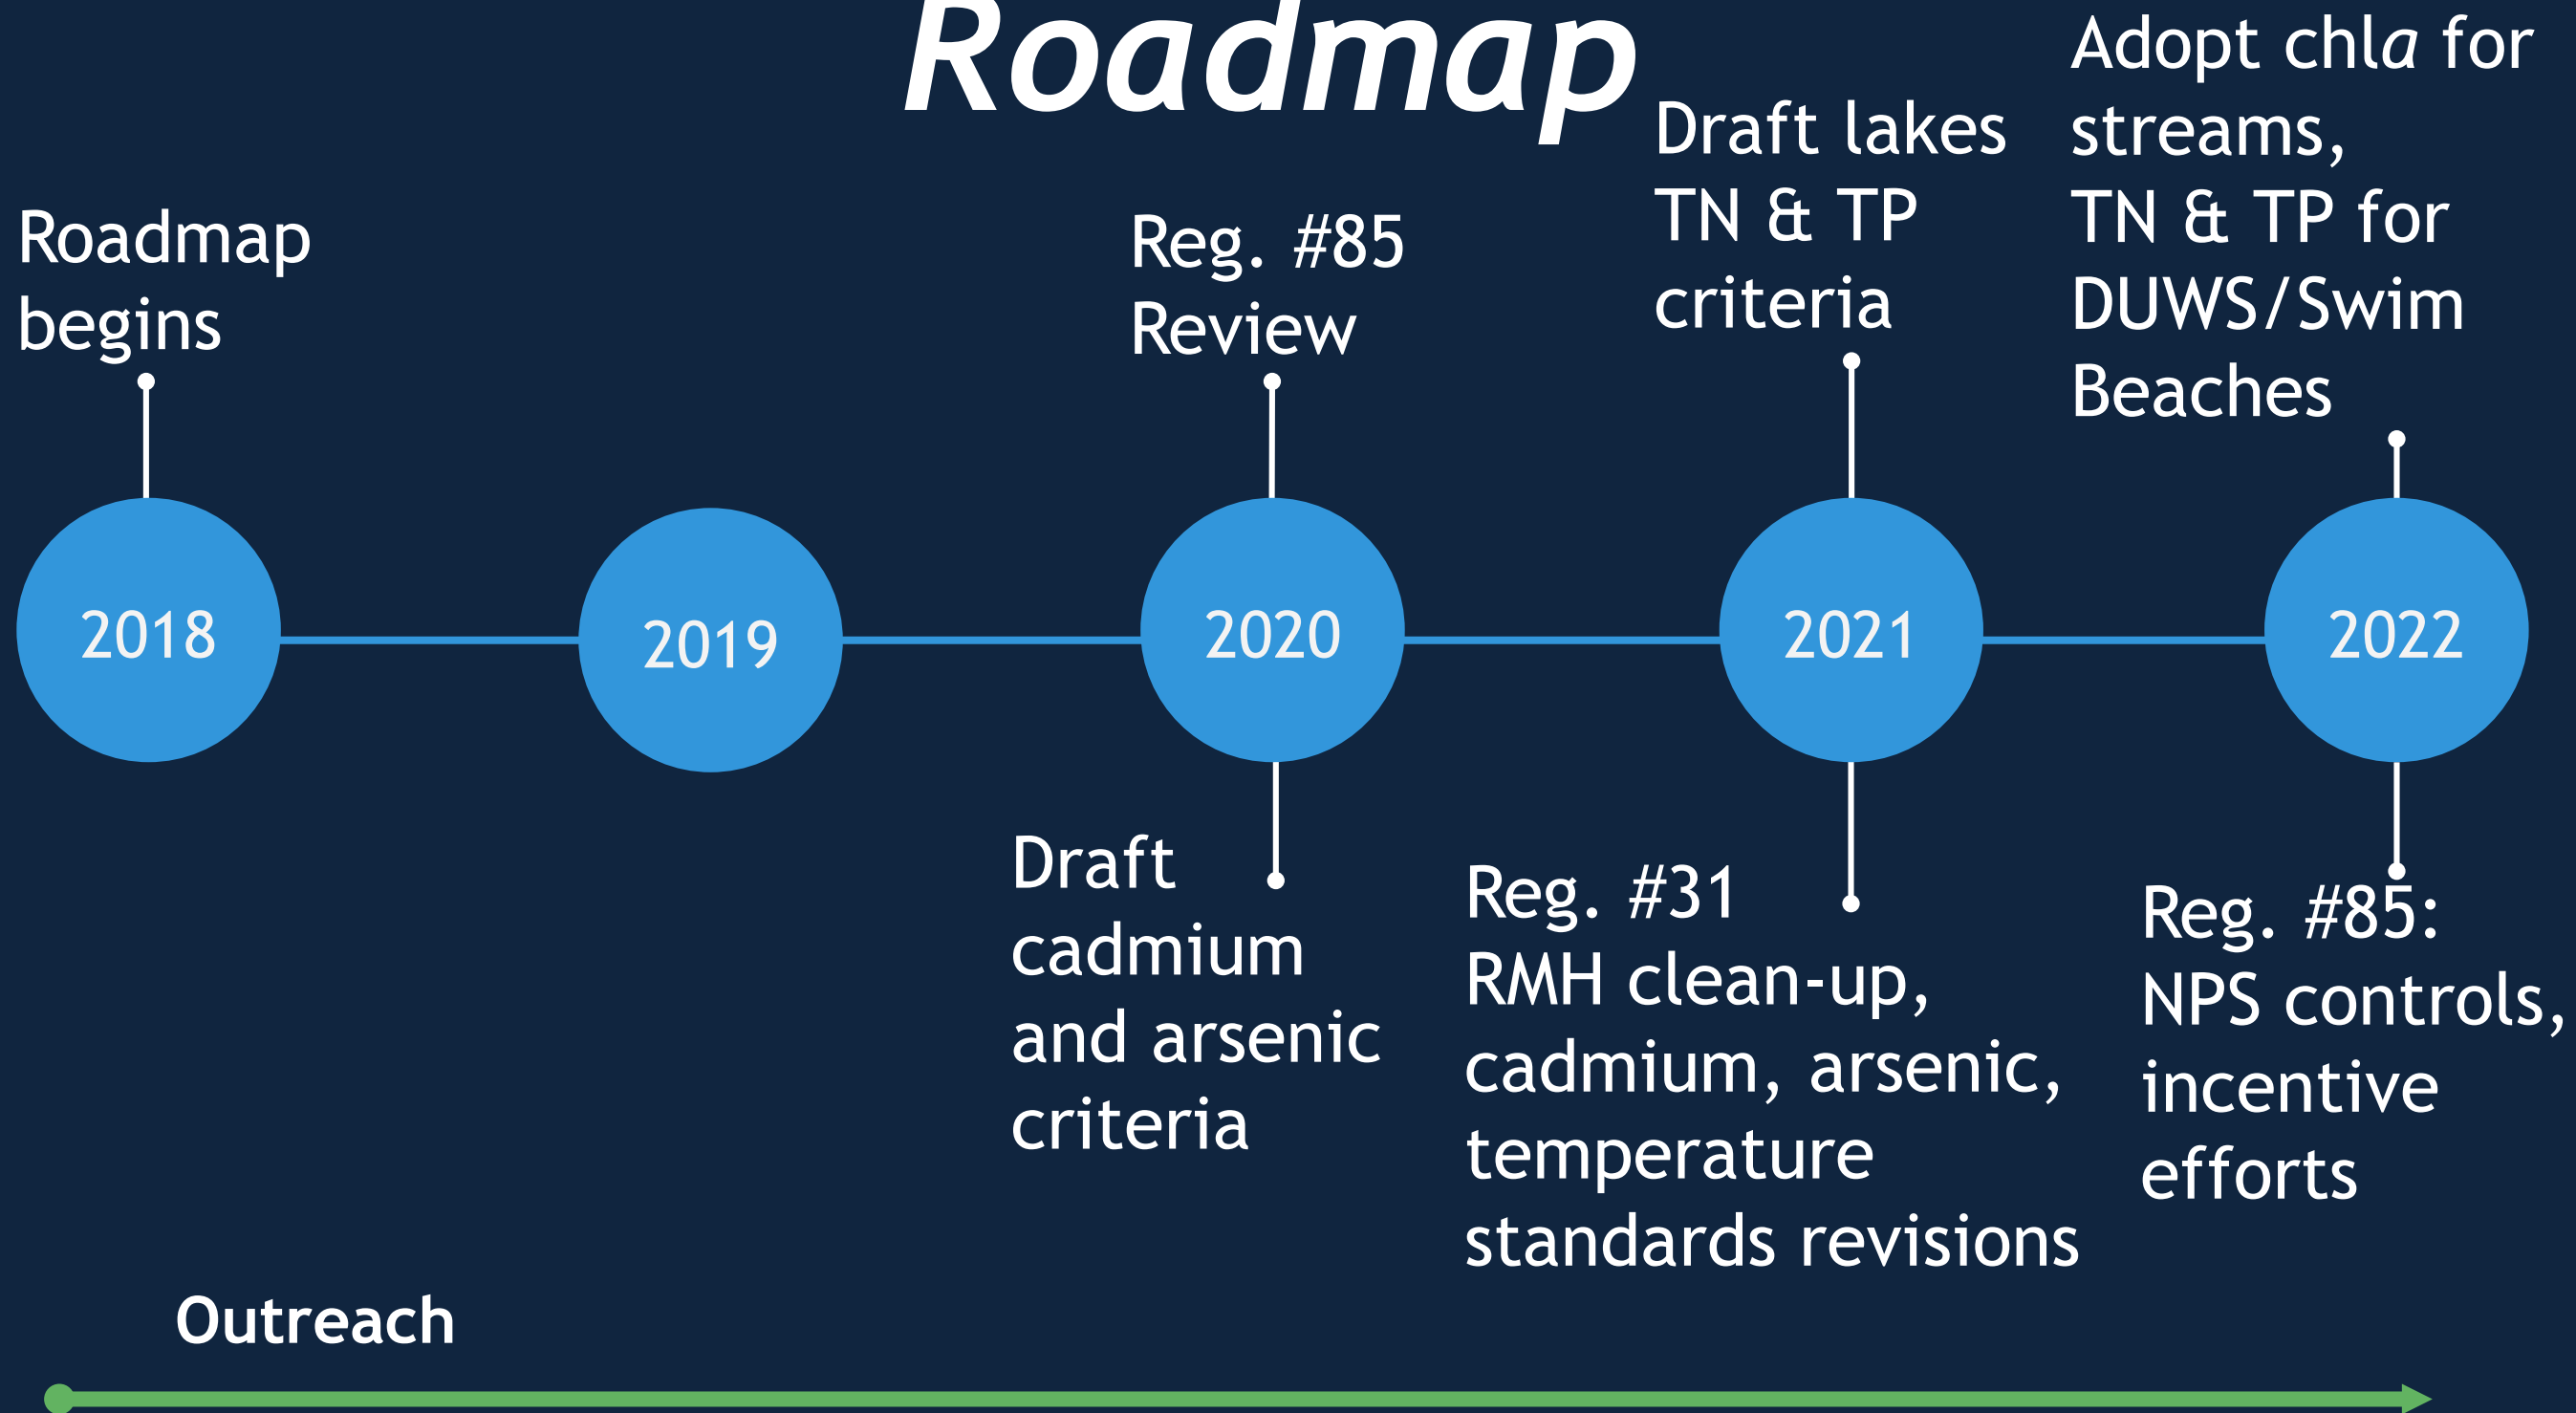 Roadmap
Roadmap
begins
Reg. #85
Review
Draft lakes
TN & TP
criteria
Adopt chla for
streams,
TN & TP for
DUWS/Swim
Beaches
2018
2019
2020
2021
2022
Draft
cadmium
and arsenic
criteria
Reg. #31
RMH clean-up,
cadmium, arsenic,
temperature
standards revisions
Reg. #85:
NPS controls,
incentive
efforts
Outreach